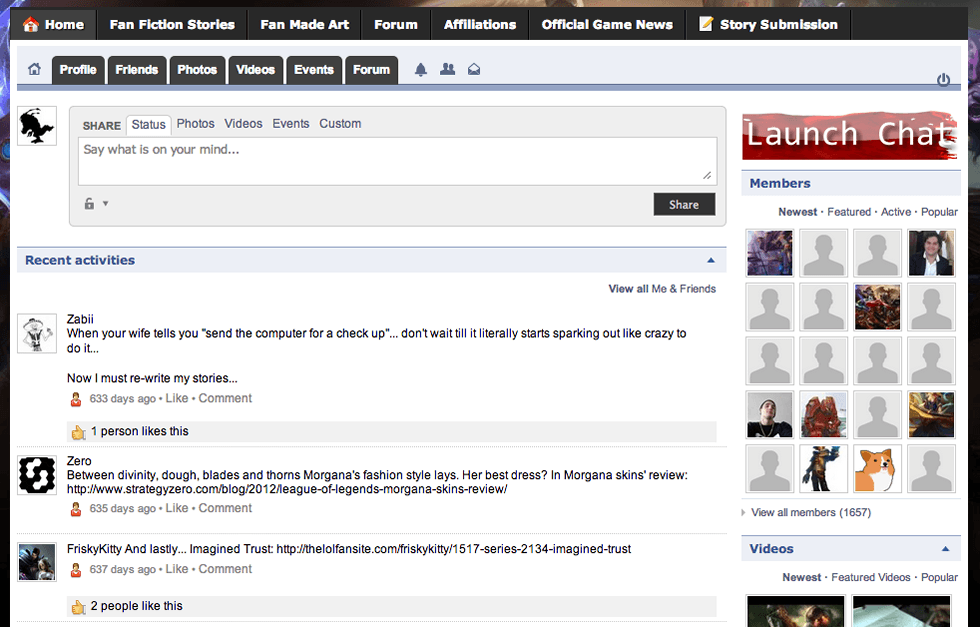 Home Fan Fiction Stories Fan Made Art Forum Affiliations Official Game News Story Submission
Profile Friends Photos Videos Events Forum
SHARE Status Photos Videos Events Custom
Say what is on your mind...
Share
Launch Chat
Members
Newest · Featured · Active · Popular
View all members (1657)
Videos
Newest · Featured Videos · Popular
Recent activities
View all Me & Friends
Zabii
When your wife tells you "send the computer for a check up"... don't wait till it literally starts sparking out like crazy to
do it...
Now I must re-write my stories...
633 days ago • Like • Comment
1 person likes this
Zero
Between divinity, dough, blades and thorns Morgana's fashion style lays. Her best dress? In Morgana skins' review:
http://www.strategyzero.com/blog/2012/league-of-legends-morgana-skins-review/
635 days ago • Like • Comment
FriskyKitty And lastly... Imagined Trust: http://thelolfansite.com/friskykitty/1517-series-2134-imagined-trust
637 days ago • Like • Comment
2 people like this